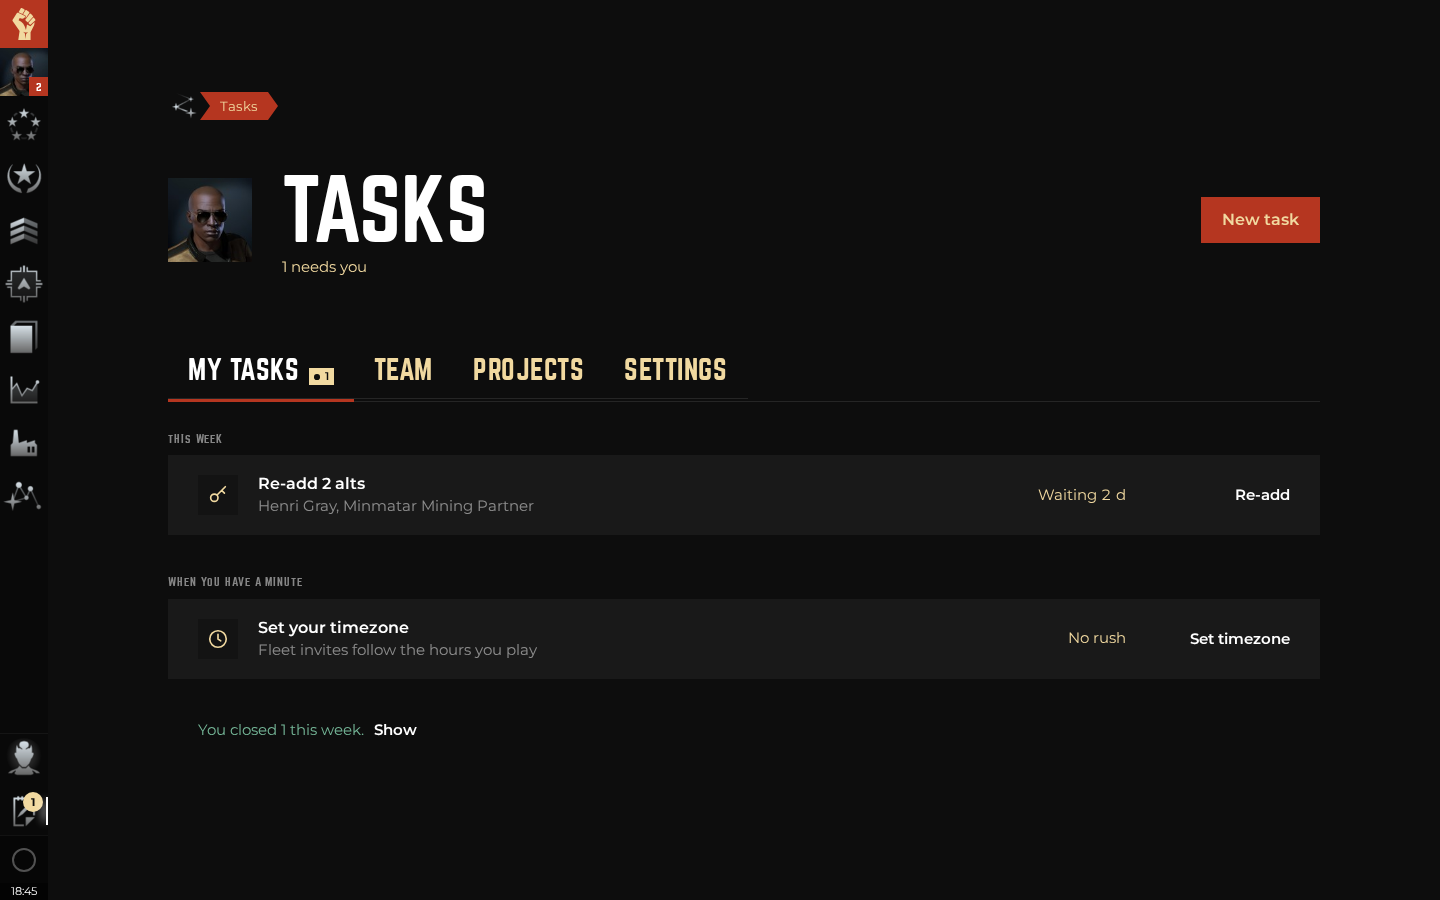 2
Tasks
TASKS
1 needs you
New task
MY TASKS 1
TEAM
PROJECTS
SETTINGS
THIS WEEK
Re-add 2 alts
Henri Gray, Minmatar Mining Partner
Waiting 2 d
Re-add
WHEN YOU HAVE A MINUTE
Set your timezone
Fleet invites follow the hours you play
No rush
Set timezone
You closed 1 this week. Show
1
18:45